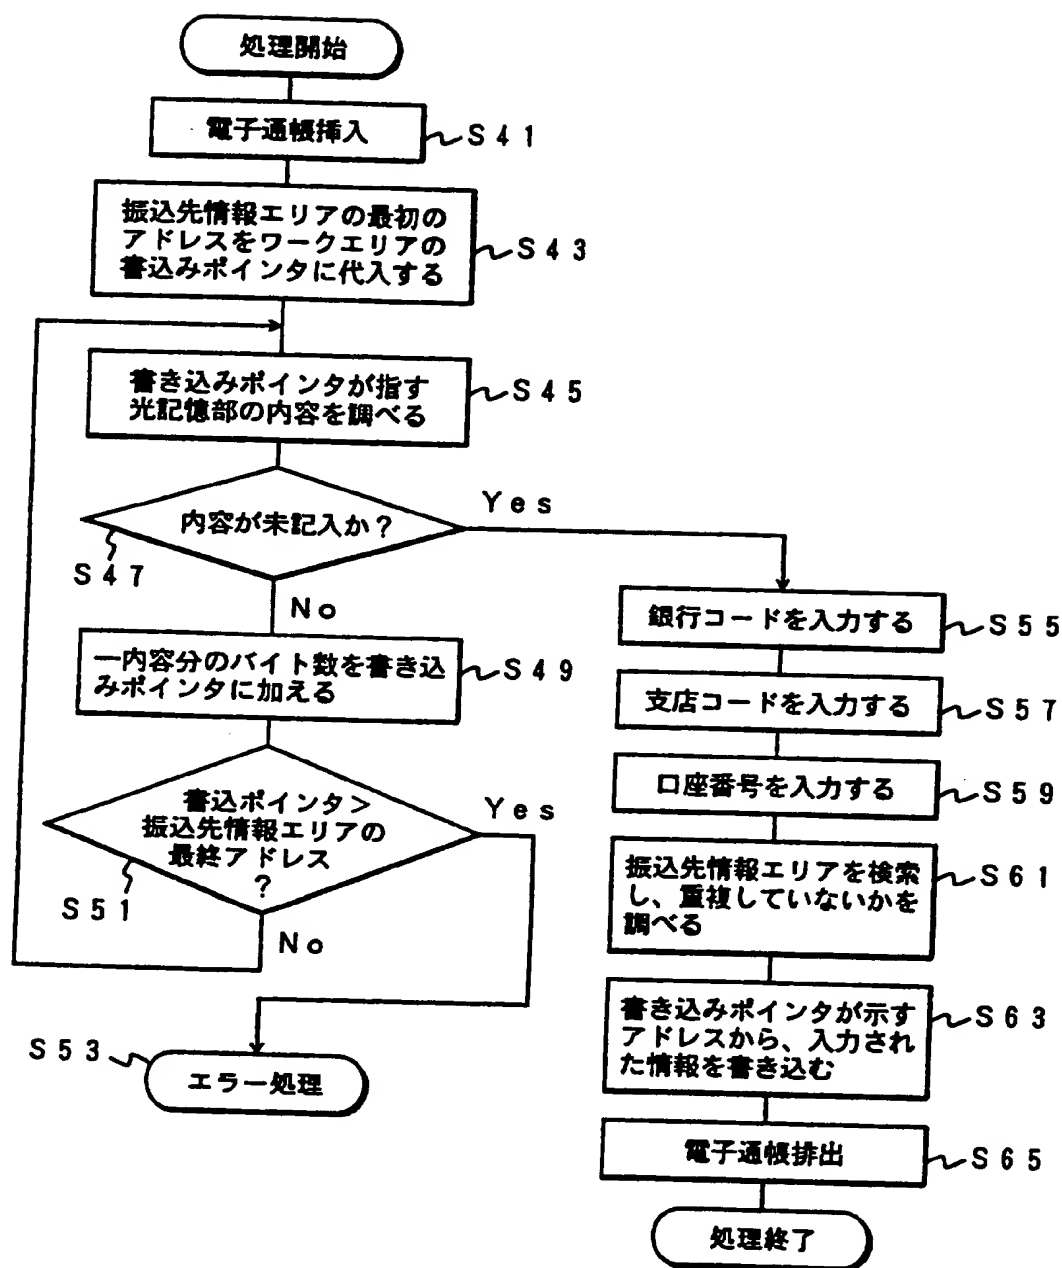 処理開始
電子通帳挿入
S41
振込先情報エリアの最初の
アドレスをワークエリアの
書込みポインタに代入する
S43
書き込みポインタが指す
光記憶部の内容を調べる
S45
内容が未記入か?
Yes
S47
No
一内容分のバイト数を書き込
みポインタに加える
S49
書込ポインタ>
振込先情報エリアの
最終アドレス
?
Yes
S51
No
S53
エラー処理
銀行コードを入力する
S55
支店コードを入力する
S57
口座番号を入力する
S59
振込先情報エリアを検索
し、重複していないかを
調べる
S61
書き込みポインタが示す
アドレスから、入力され
た情報を書き込む
S63
電子通帳排出
S65
処理終了